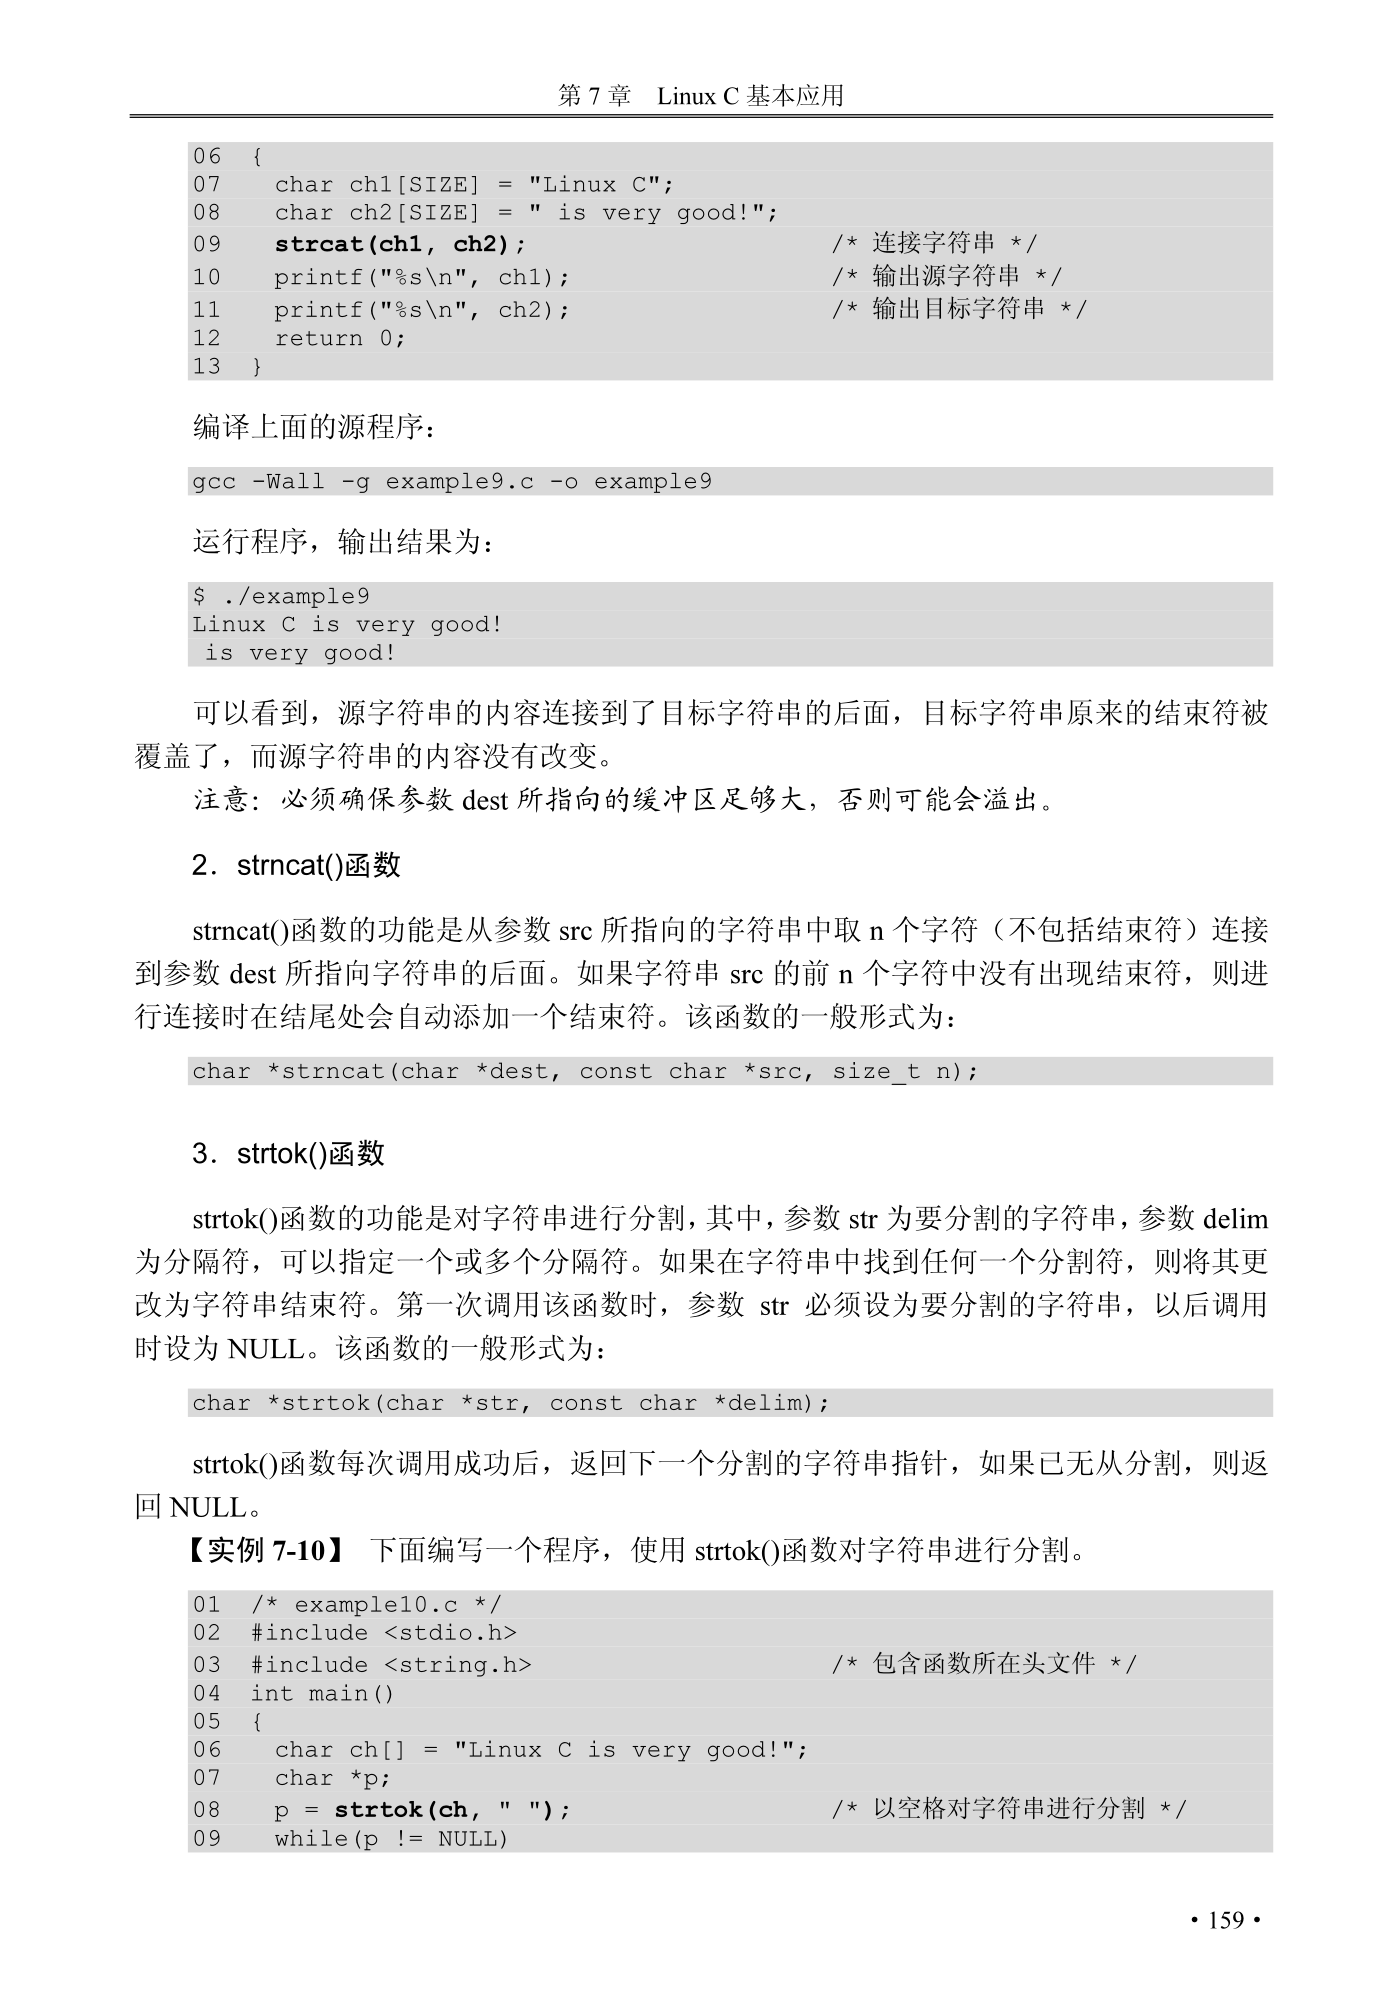 第 7 章 Linux C 基本应用
06 {
07 char ch1[SIZE] = "Linux C";
08 char ch2[SIZE] = " is very good!";
09 strcat(ch1, ch2); /* 连接字符串 */
10 printf("%s\n", ch1); /* 输出源字符串 */
11 printf("%s\n", ch2); /* 输出目标字符串 */
12 return 0;
13 }
编译上面的源程序：
gcc -Wall -g example9.c -o example9
运行程序，输出结果为：
$ ./example9
Linux C is very good!
 is very good!
可以看到，源字符串的内容连接到了目标字符串的后面，目标字符串原来的结束符被
覆盖了，而源字符串的内容没有改变。
注意：必须确保参数 dest 所指向的缓冲区足够大，否则可能会溢出。
2．strncat()函数
strncat()函数的功能是从参数 src 所指向的字符串中取 n 个字符（不包括结束符）连接
到参数 dest 所指向字符串的后面。如果字符串 src 的前 n 个字符中没有出现结束符，则进
行连接时在结尾处会自动添加一个结束符。该函数的一般形式为：
char *strncat(char *dest, const char *src, size_t n);
3．strtok()函数
strtok()函数的功能是对字符串进行分割，其中，参数 str 为要分割的字符串，参数 delim
为分隔符，可以指定一个或多个分隔符。如果在字符串中找到任何一个分割符，则将其更
改为字符串结束符。第一次调用该函数时，参数 str 必须设为要分割的字符串，以后调用
时设为 NULL。该函数的一般形式为：
char *strtok(char *str, const char *delim);
strtok()函数每次调用成功后，返回下一个分割的字符串指针，如果已无从分割，则返
回 NULL。
【实例 7-10】 下面编写一个程序，使用 strtok()函数对字符串进行分割。
01 /* example10.c */
02 #include <stdio.h>
03 #include <string.h> /* 包含函数所在头文件 */
04 int main()
05 {
06 char ch[] = "Linux C is very good!";
07 char *p;
08 p = strtok(ch, " "); /* 以空格对字符串进行分割 */
09 while(p != NULL)
• 159 •